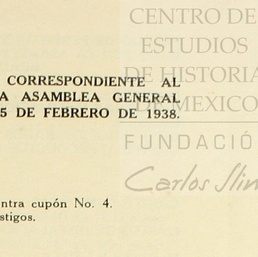 CENTRO DE
ESTUDIOS
DE HISTORIA
DE MEXICO
FUNDACIÓ
Carlos Slim
CORRESPONDIENTE AL
A ASAMBLEA GENERAL
5 DE FEBRERO DE 1938.
ntra cupón No. 4.
stigos.